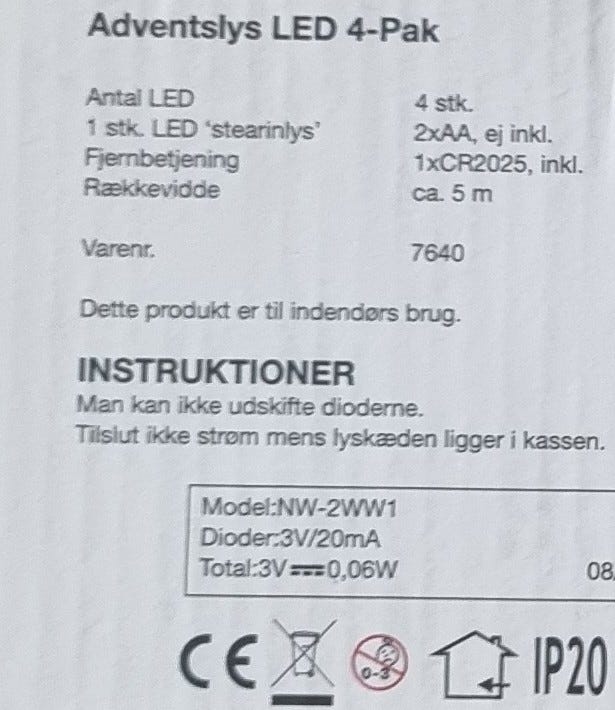 Adventslys LED 4-Pak
Antal LED 4 stk.
1 stk. LED ‘stearinlys’ 2xAA, ej inkl.
Fjernbetjening 1xCR2025, inkl.
Rækkevidde ca. 5 m
Varenr. 7640
Dette produkt er til indendørs brug.
INSTRUKTIONER
Man kan ikke udskifte dioderne.
Tilslut ikke strøm mens lyskæden ligger i kassen.
Model:NW-2WW1
Dioder:3V/20mA
Total:3V⎓0,06W 08
CE 0-3 IP20